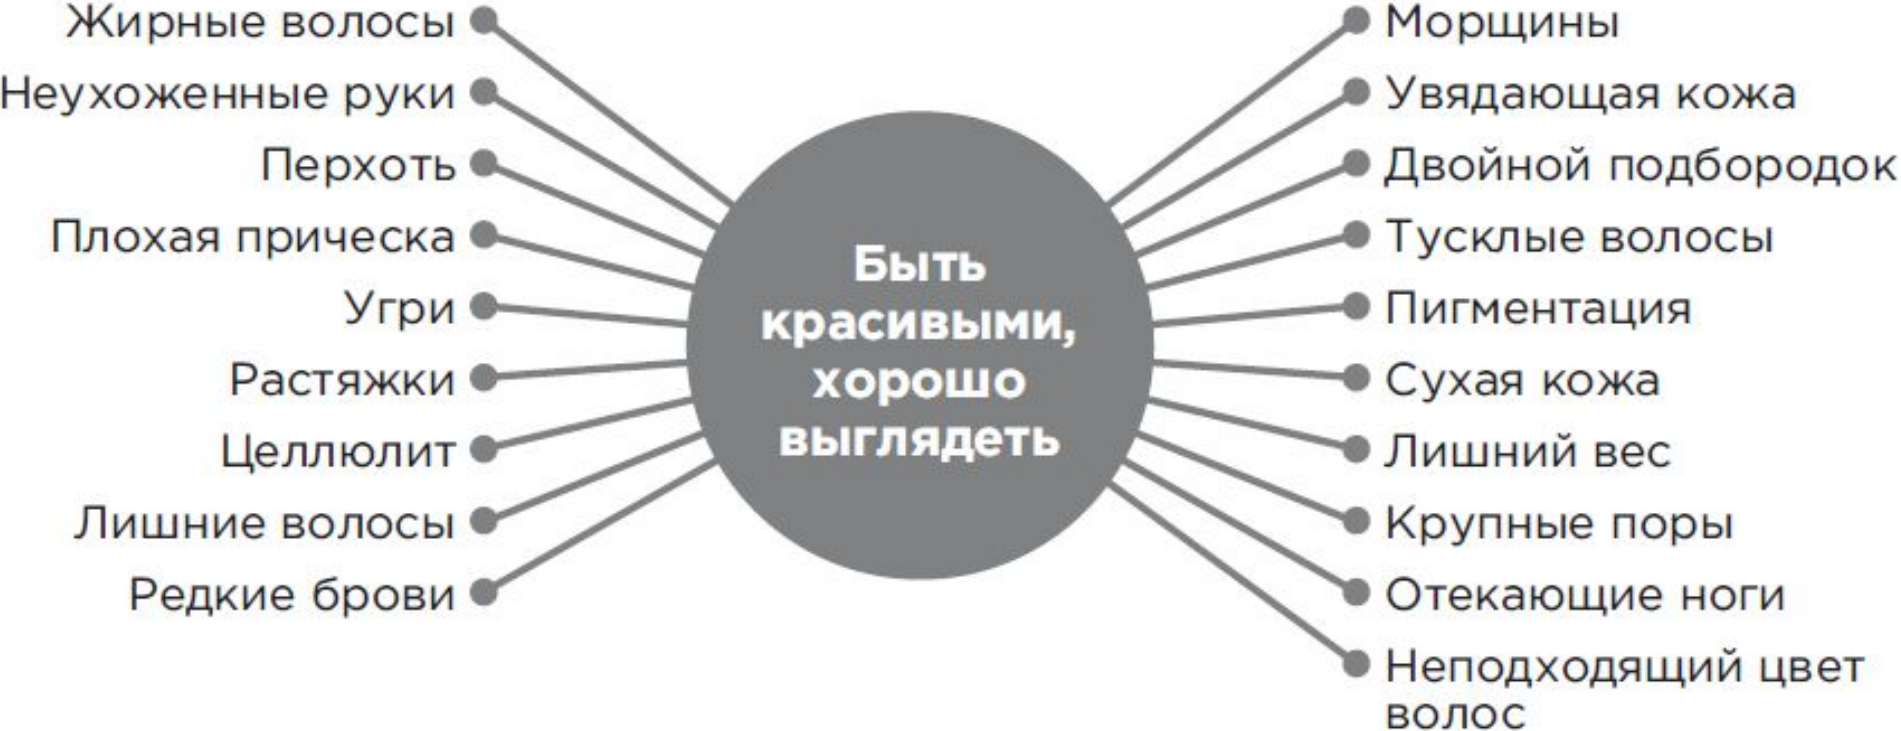 Жирные волосы
Неухоженные руки
Перхоть
Плохая прическа
Угри
Растяжки
Целлюлит
Лишние волосы
Редкие брови
Быть
красивыми,
хорошо
выглядеть
Морщины
Увядающая кожа
Двойной подбородок
Тусклые волосы
Пигментация
Сухая кожа
Лишний вес
Крупные поры
Отекающие ноги
Неподходящий цвет
волос